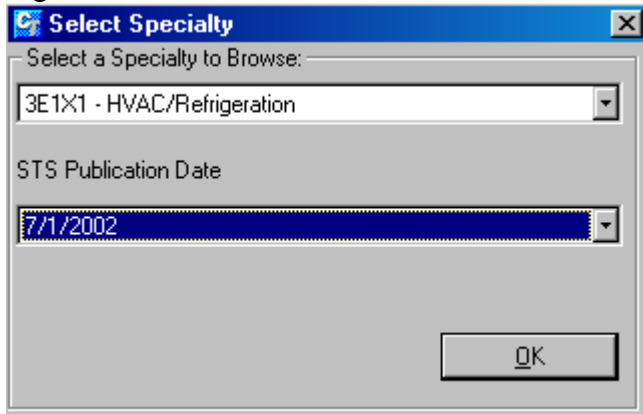 Select Specialty
Select a Specialty to Browse:
3E1X1 - HVAC/Refrigeration
STS Publication Date
7/1/2002
OK